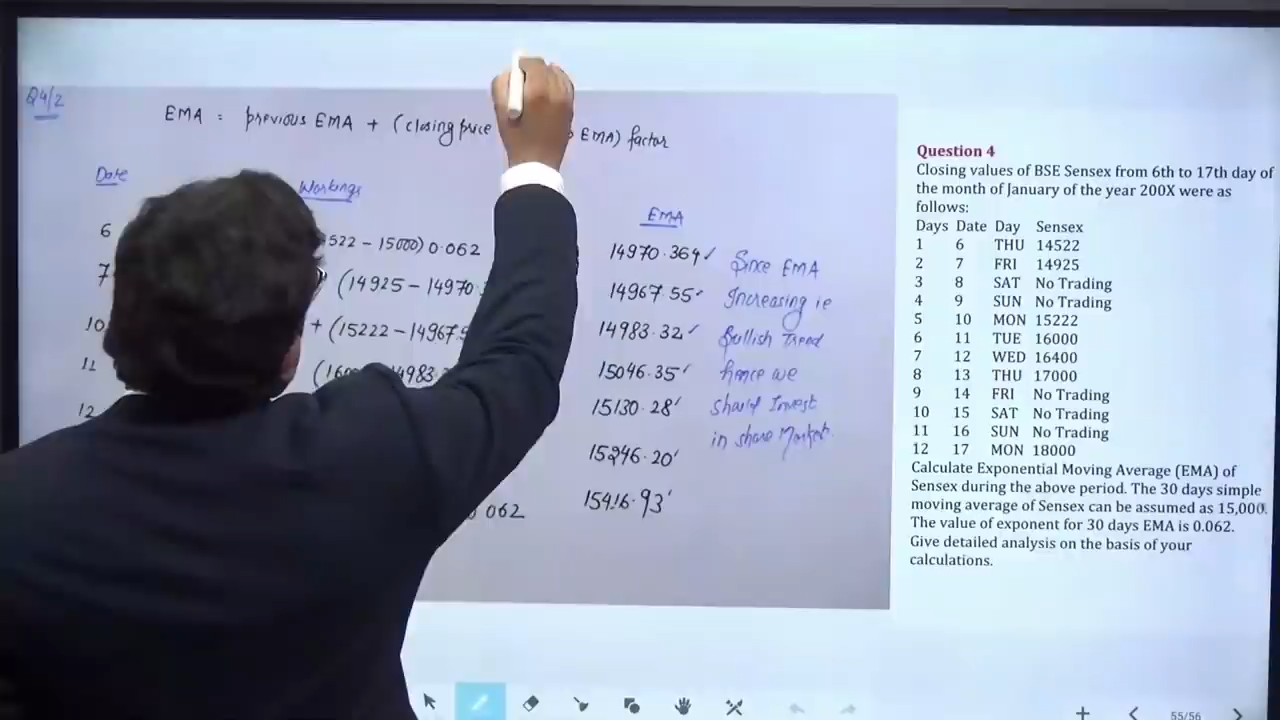 Q4/2
EMA = previous EMA + (closing price EMA) factor
Date
Workings
EMA
6 522 – 15000) 0.062 14970.364✓
7 (14925 – 14970. 14967.55✓
10 + (15222 – 14967.5 14983.32✓
11 14983. 15046.35✓
12 15130.28✓
15246.20✓
062 15416.93✓
Since EMA
Increasing ie
Bullish Trend
hence we
should Invest
in share Market.
Question 4
Closing values of BSE Sensex from 6th to 17th day of
the month of January of the year 200X were as
follows:
Days Date Day Sensex
1 6 THU 14522
2 7 FRI 14925
3 8 SAT No Trading
4 9 SUN No Trading
5 10 MON 15222
6 11 TUE 16000
7 12 WED 16400
8 13 THU 17000
9 14 FRI No Trading
10 15 SAT No Trading
11 16 SUN No Trading
12 17 MON 18000
Calculate Exponential Moving Average (EMA) of
Sensex during the above period. The 30 days simple
moving average of Sensex can be assumed as 15,000.
The value of exponent for 30 days EMA is 0.062.
Give detailed analysis on the basis of your
calculations.
55/56